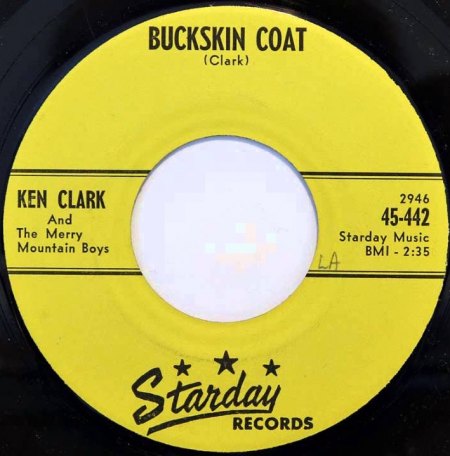 BUCKSKIN COAT
(Clark)
KEN CLARK
And
The Merry
Mountain Boys
2946
45-442
Starday Music
BMI - 2:35
LA
Starday
RECORDS